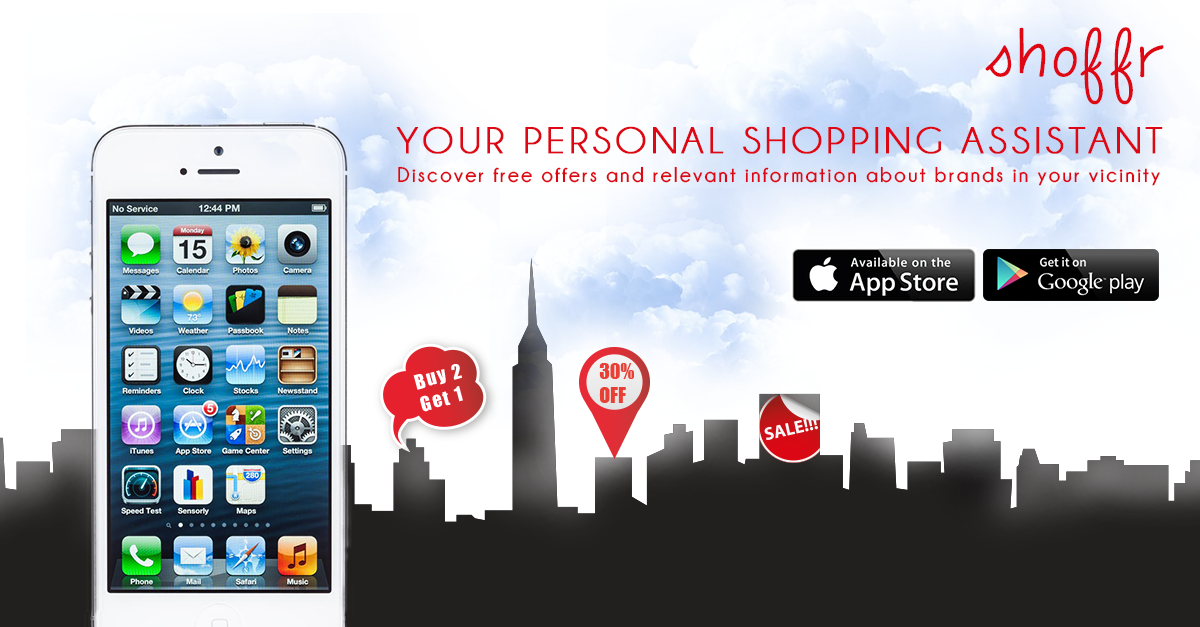 shoffr
YOUR PERSONAL SHOPPING ASSISTANT
Discover free offers and relevant information about brands in your vicinity
Available on the
App Store
Get it on
Google play
No Service 12:44 PM
Monday
15
Messages Calendar Photos Camera
73°
Videos Weather Passbook Notes
Reminders Clock Stocks Newsstand
5
iTunes App Store Game Center Settings
280
Speed Test Sensorly Maps
Phone Mail Safari Music
Buy 2
Get 1
30%
OFF
SALE!!!